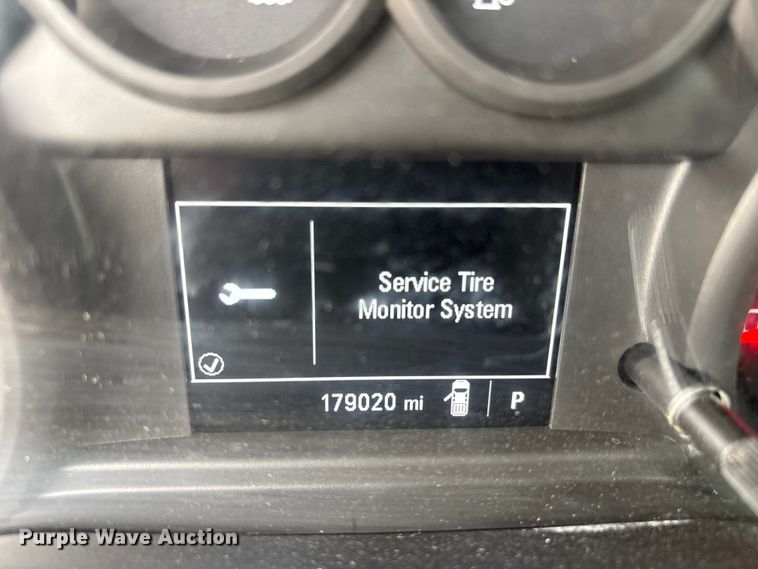 Service Tire
Monitor System
179020 mi P
Purple Wave Auction